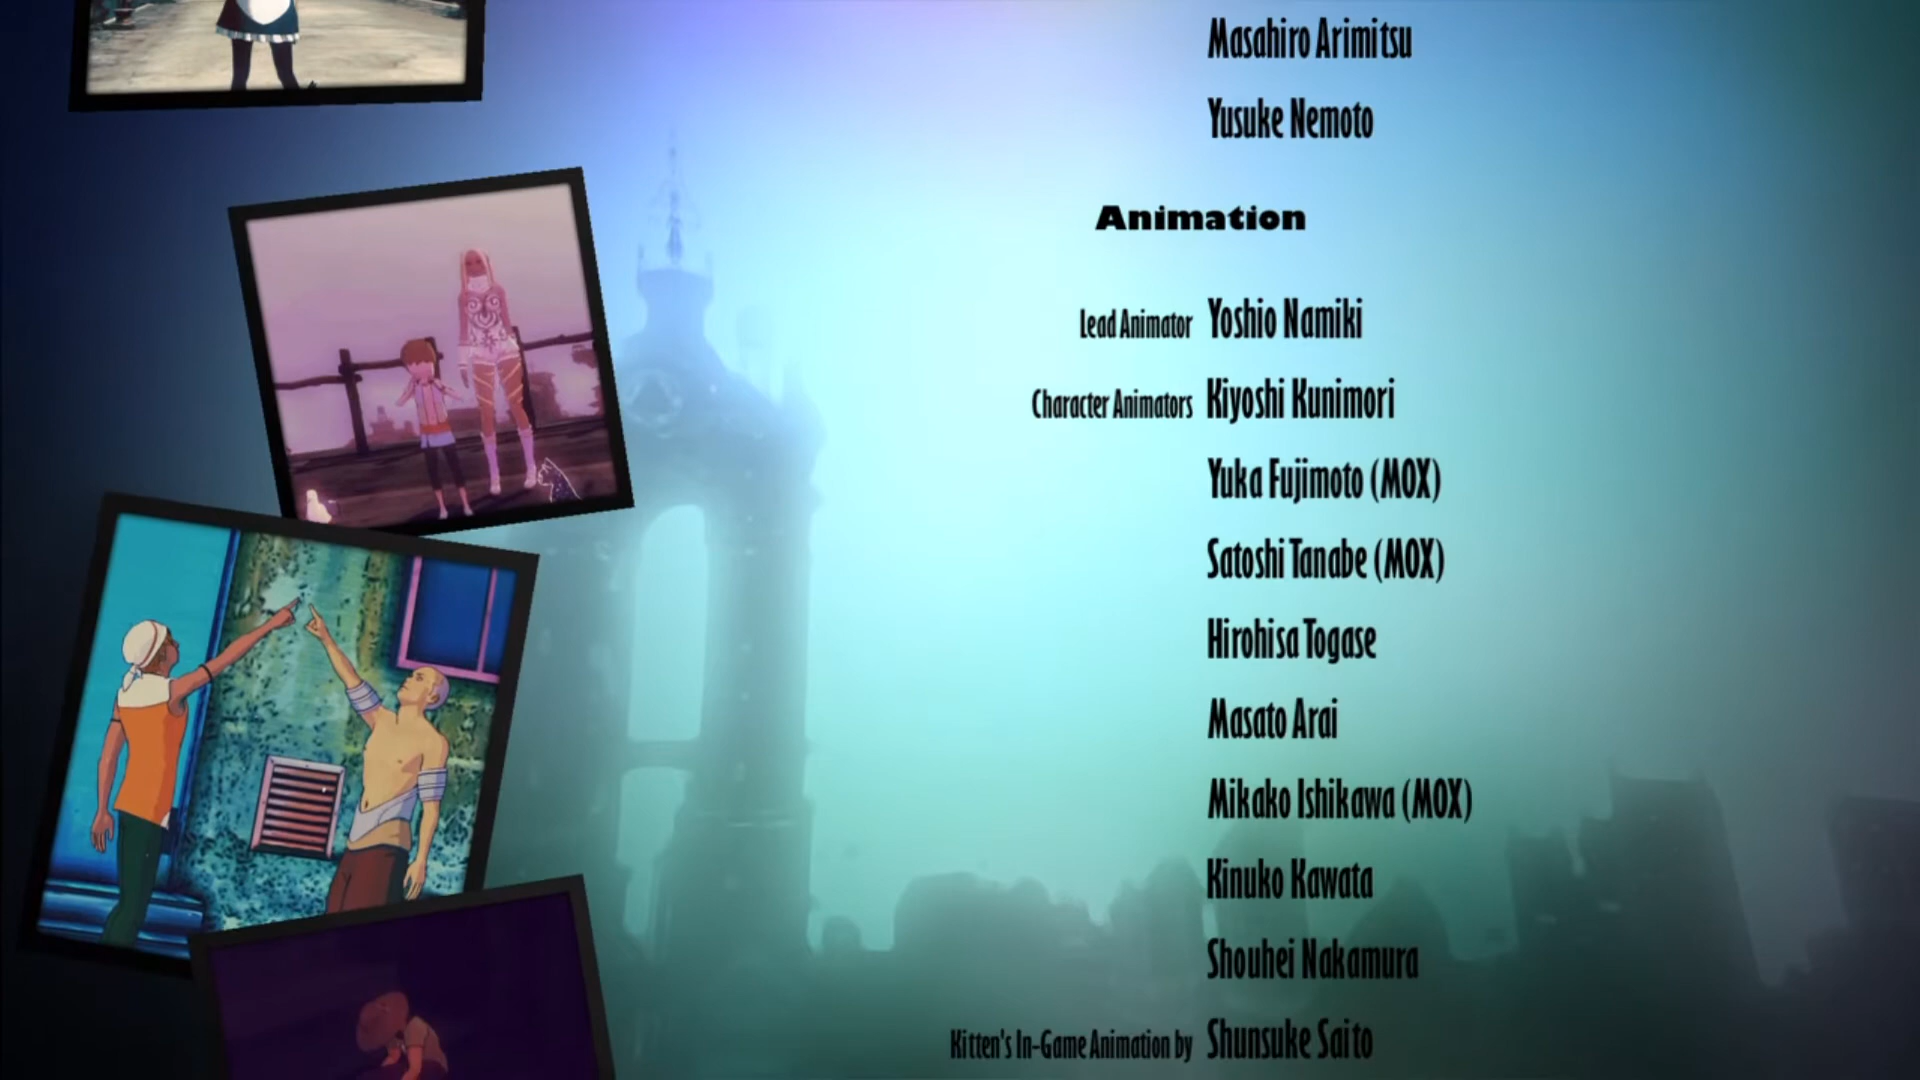 Masahiro Arimitsu
Yusuke Nemoto
Animation
Lead Animator Yoshio Namiki
Character Animators Kiyoshi Kunimori
Yuka Fujimoto (MOX)
Satoshi Tanabe (MOX)
Hirohisa Togase
Masato Arai
Mikako Ishikawa (MOX)
Kinuko Kawata
Shouhei Nakamura
Kitten's In-Game Animation by Shunsuke Saito